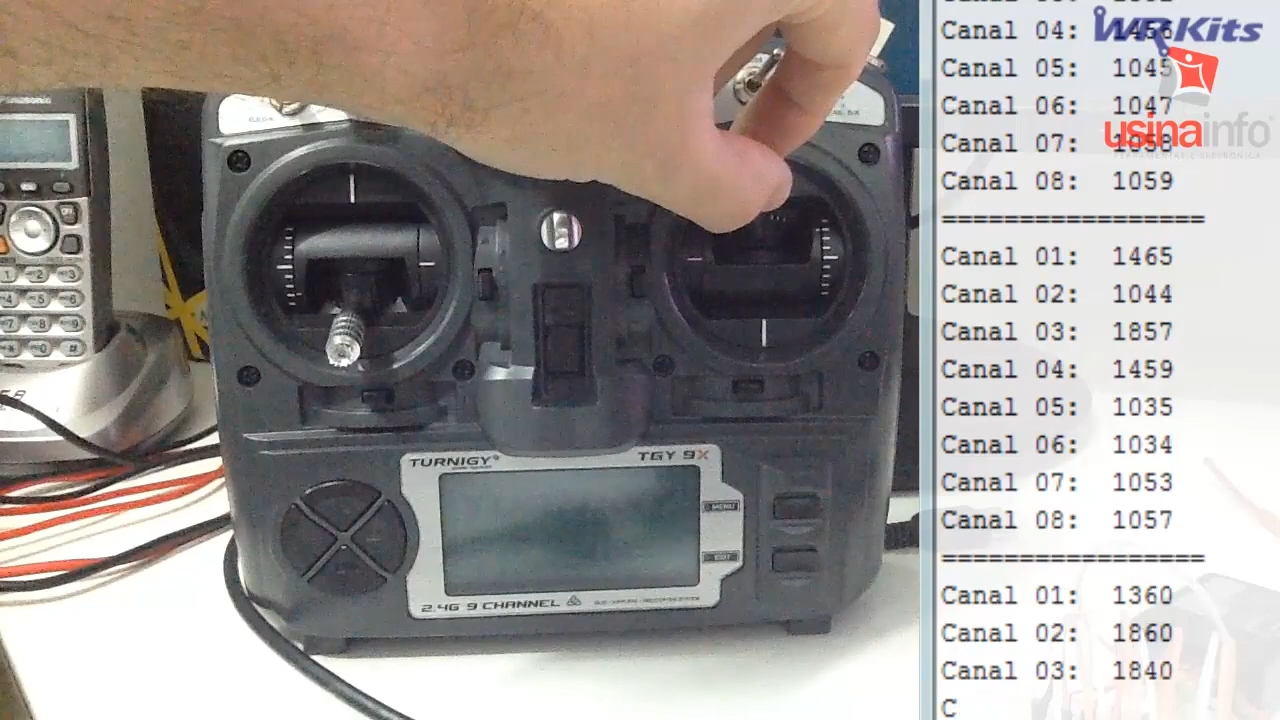 WRKits
Canal 04: 1456
Canal 05: 1045
Canal 06: 1047
usinainfo
Canal 07: 1058
Canal 08: 1059
==================
Canal 01: 1465
Canal 02: 1044
Canal 03: 1857
Canal 04: 1459
Canal 05: 1035
Canal 06: 1034
Canal 07: 1053
Canal 08: 1057
==================
Canal 01: 1360
Canal 02: 1860
Canal 03: 1840
C
TURNIGY
TGY 9X
MENU
EXIT
2.4G 9 CHANNEL